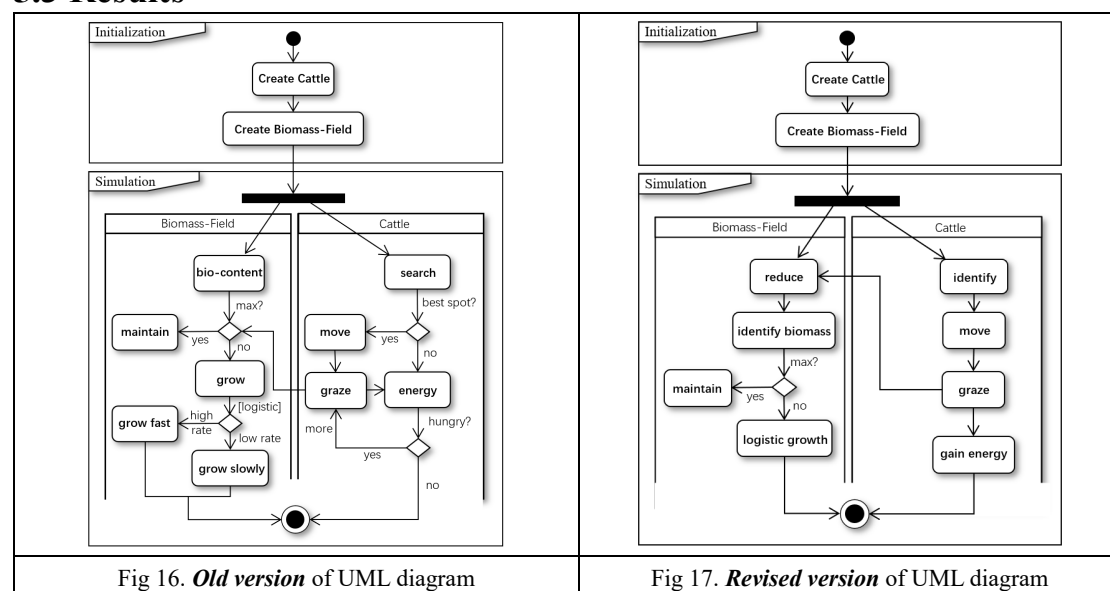 Initialization
Create Cattle
Create Biomass-Field
Simulation
Biomass-Field
Cattle
bio-content
search
max?
best spot?
maintain
yes
no
move
yes
no
grow
graze
energy
[logistic]
grow fast
high
rate
low rate
more
hungry?
yes
grow slowly
no
Fig 16. Old version of UML diagram
Initialization
Create Cattle
Create Biomass-Field
Simulation
Biomass-Field
Cattle
reduce
identify
identify biomass
move
max?
maintain
yes
no
graze
logistic growth
gain energy
Fig 17. Revised version of UML diagram